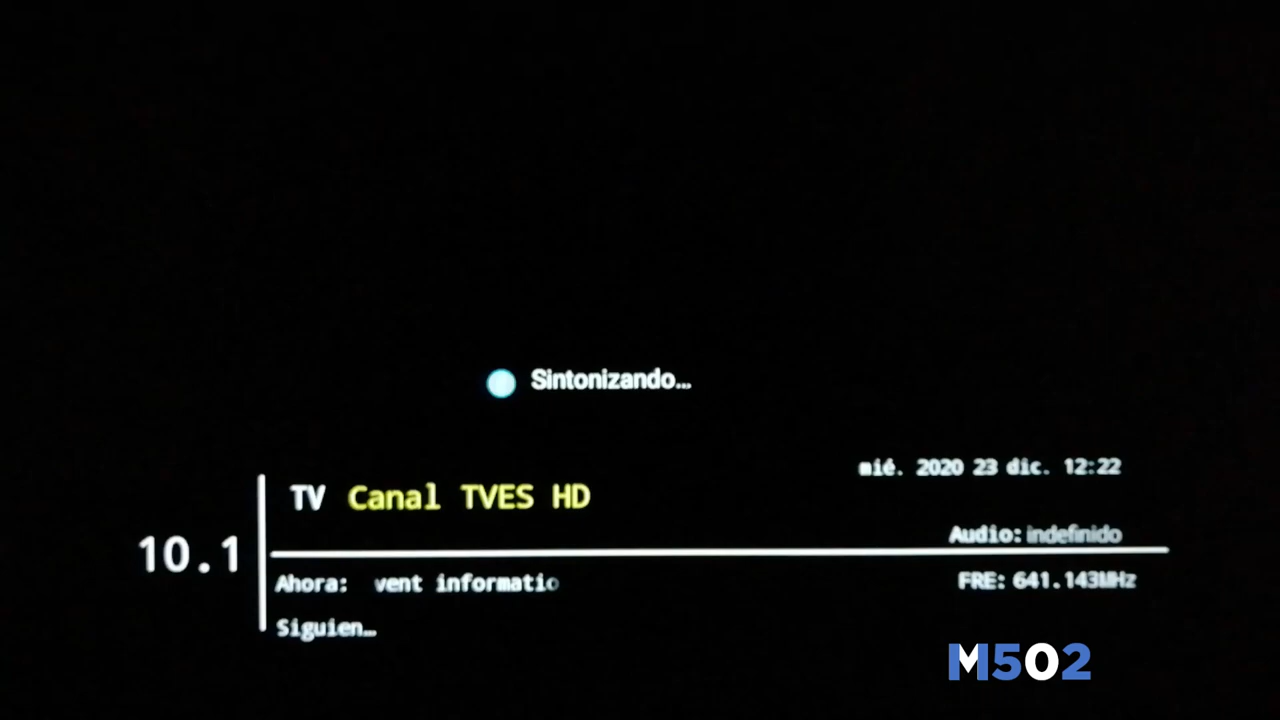 Sintonizando...
mié. 2020 23 dic. 12:22
TV Canal TVES HD
Audio: indefinido
10.1
Ahora: vent informatio
FRE: 641.143MHz
Siguien...
M502